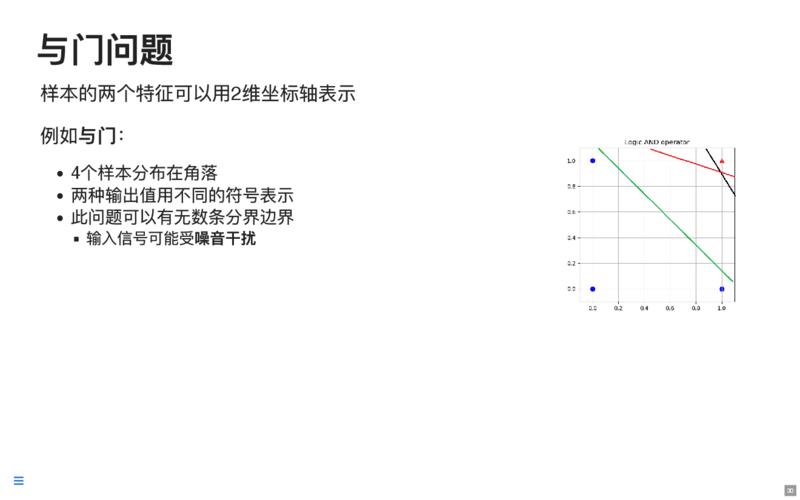 与门问题
样本的两个特征可以用2维坐标轴表示
例如与门：
4个样本分布在角落
两种输出值用不同的符号表示
此问题可以有无数条分界边界
输入信号可能受噪音干扰
Logic AND operator
1.0
0.8
0.6
0.4
0.2
0.0
0.0 0.2 0.4 0.6 0.8 1.0
30